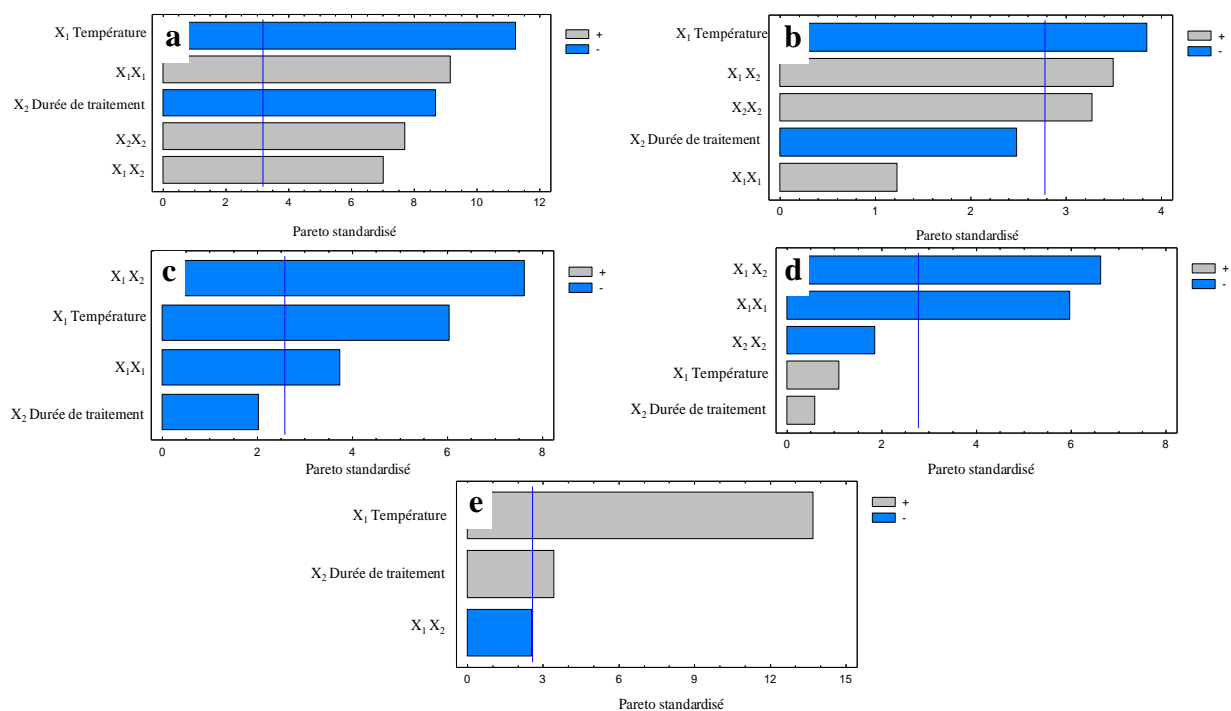 a
X₁ Température
X₁X₁
X₂ Durée de traitement
X₂X₂
X₁ X₂
0 2 4 6 8 10 12
Pareto standardisé
+
-
b
X₁ Température
X₁ X₂
X₂X₂
X₂ Durée de traitement
X₁X₁
0 1 2 3 4
Pareto standardisé
+
-
c
X₁ X₂
X₁ Température
X₁X₁
X₂ Durée de traitement
0 2 4 6 8
Pareto standardisé
+
-
d
X₁ X₂
X₁X₁
X₂ X₂
X₁ Température
X₂ Durée de traitement
0 2 4 6 8
Pareto standardisé
+
-
e
X₁ Température
X₂ Durée de traitement
X₁ X₂
0 3 6 9 12 15
Pareto standardisé
+
-